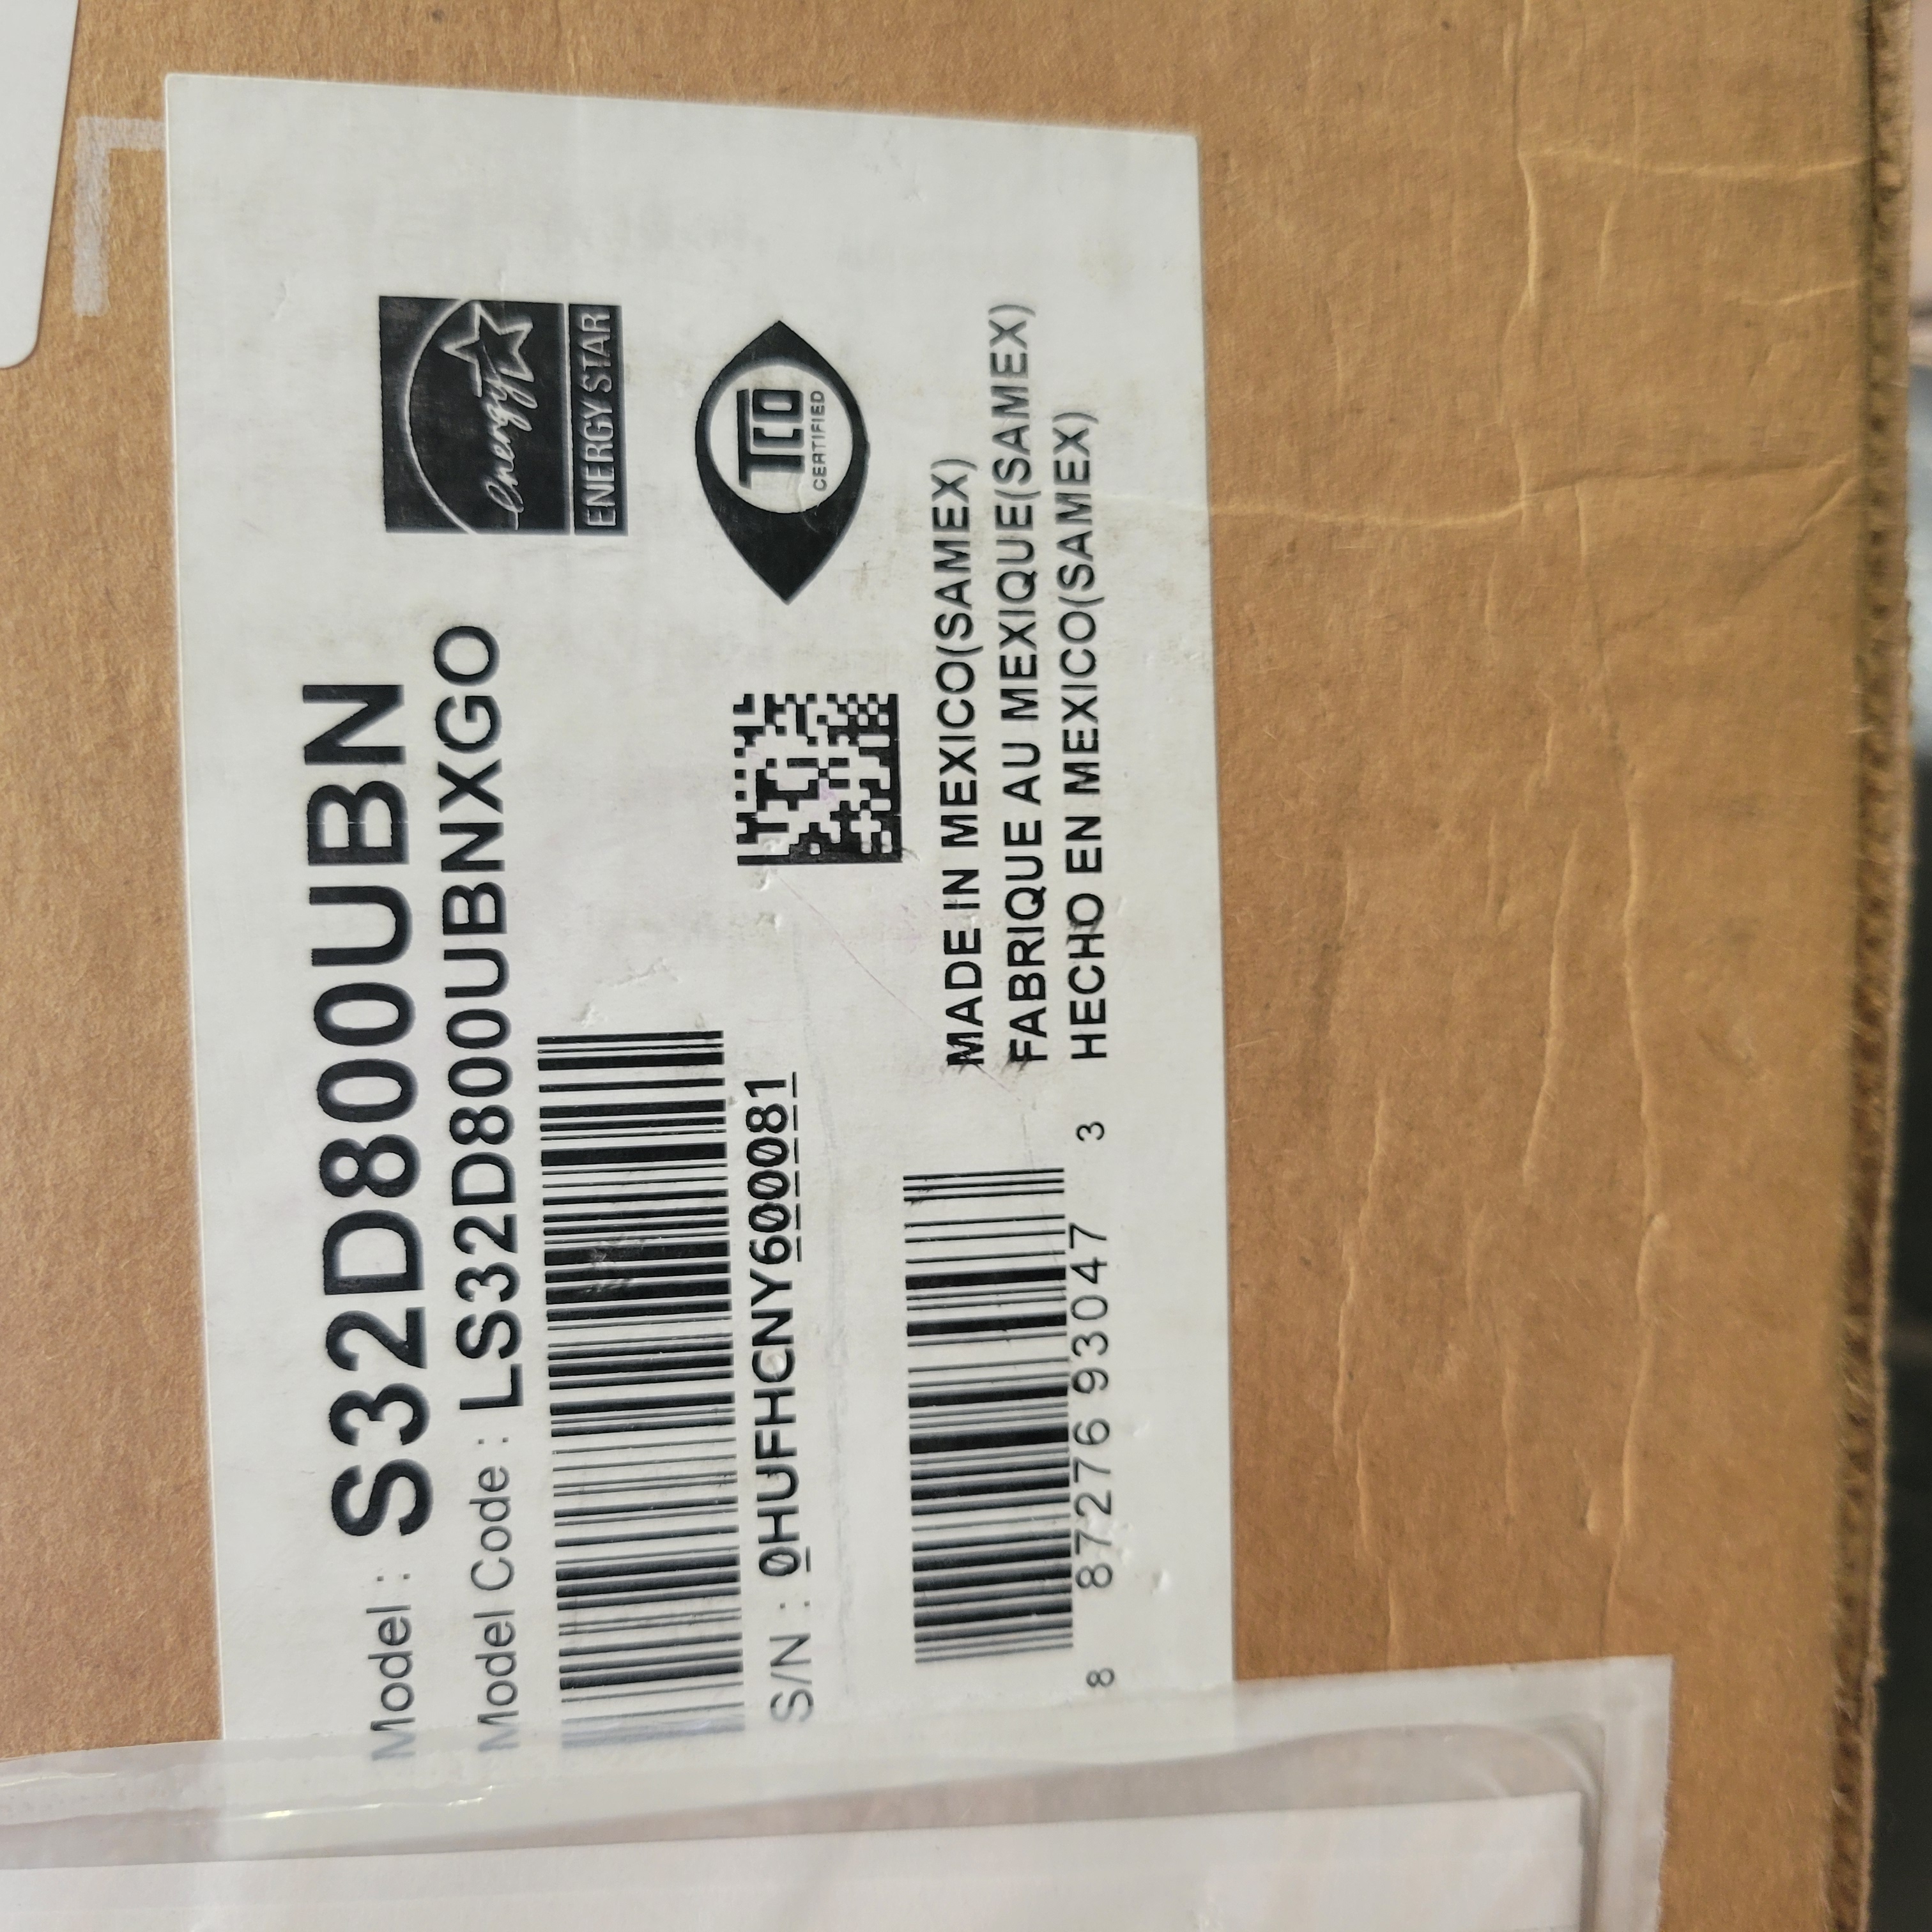 Model : S32D800UBN
Model Code : LS32D800UBNXGO
S/N : 0HUFHCNY600081
energy
ENERGY STAR
TCO
CERTIFIED
MADE IN MEXICO(SAMEX)
FABRIQUE AU MEXIQUE(SAMEX)
HECHO EN MEXICO(SAMEX)
8 87276 93047 3